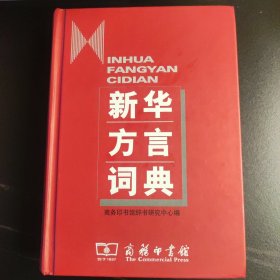 INHUA
FANGYAN
CIDIAN
新华
方言
词典
商务印书馆辞书研究中心编
商務印書館
The Commercial Press